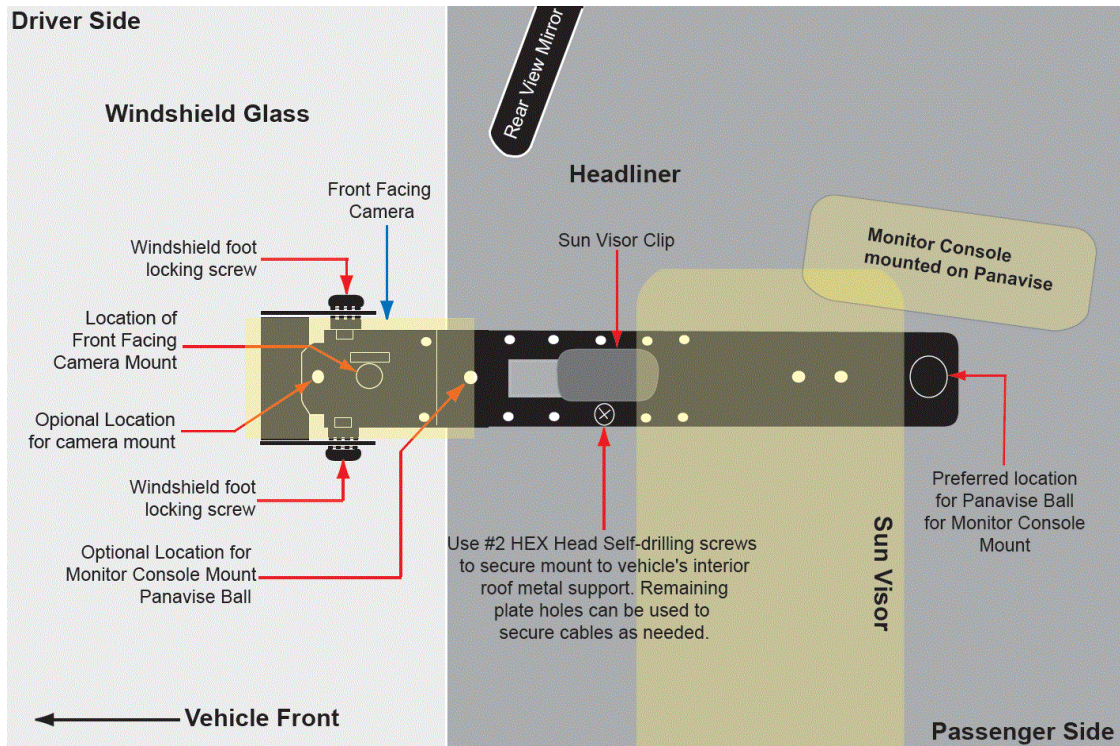 Driver Side
Windshield Glass
Rear View Mirror
Headliner
Front Facing
Camera
Windshield foot
locking screw
Sun Visor Clip
Monitor Console
mounted on Panavise
Location of
Front Facing
Camera Mount
Opional Location
for camera mount
Windshield foot
locking screw
Optional Location for
Monitor Console Mount
Panavise Ball
Use #2 HEX Head Self-drilling screws
to secure mount to vehicle's interior
roof metal support. Remaining
plate holes can be used to
secure cables as needed.
Sun Visor
Preferred location
for Panavise Ball
for Monitor Console
Mount
Vehicle Front
Passenger Side